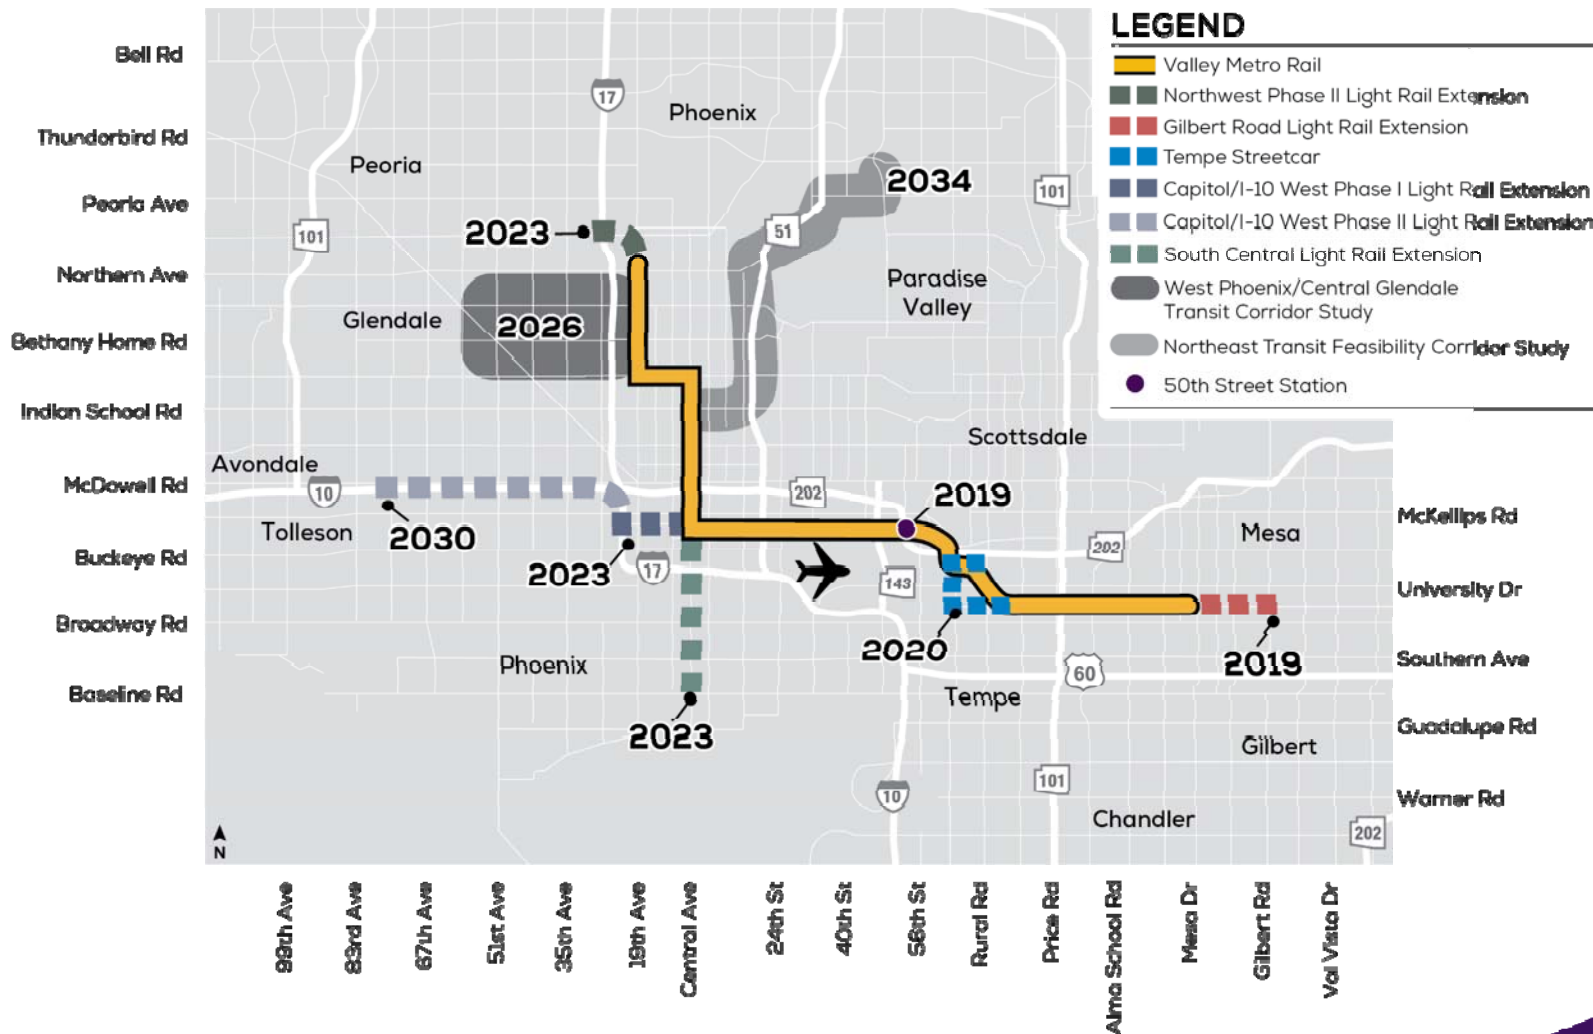 LEGEND
Valley Metro Rail
Northwest Phase II Light Rail Extension
Gilbert Road Light Rail Extension
Tempe Streetcar
Capitol/I-10 West Phase I Light Rail Extension
Capitol/I-10 West Phase II Light Rail Extension
South Central Light Rail Extension
West Phoenix/Central Glendale
Transit Corridor Study
Northeast Transit Feasibility Corridor Study
50th Street Station
Bell Rd
Thunderbird Rd
Peoria Ave
Northern Ave
Bethany Home Rd
Indian School Rd
McDowell Rd
Buckeye Rd
Broadway Rd
Baseline Rd
17
Phoenix
Peoria
2034
101
51
101
2023
Paradise
Valley
Glendale
2026
Scottsdale
Avondale
10
202
2019
Tolleson
2030
Mesa
202
2023
17
143
2020
2019
Phoenix
60
Tempe
2023
Gilbert
101
10
Chandler
202
N
McKellips Rd
University Dr
Southern Ave
Guadalupe Rd
Warner Rd
99th Ave
83rd Ave
67th Ave
51st Ave
35th Ave
19th Ave
Central Ave
24th St
40th St
56th St
Rural Rd
Price Rd
Alma School Rd
Mesa Dr
Gilbert Rd
Val Vista Dr